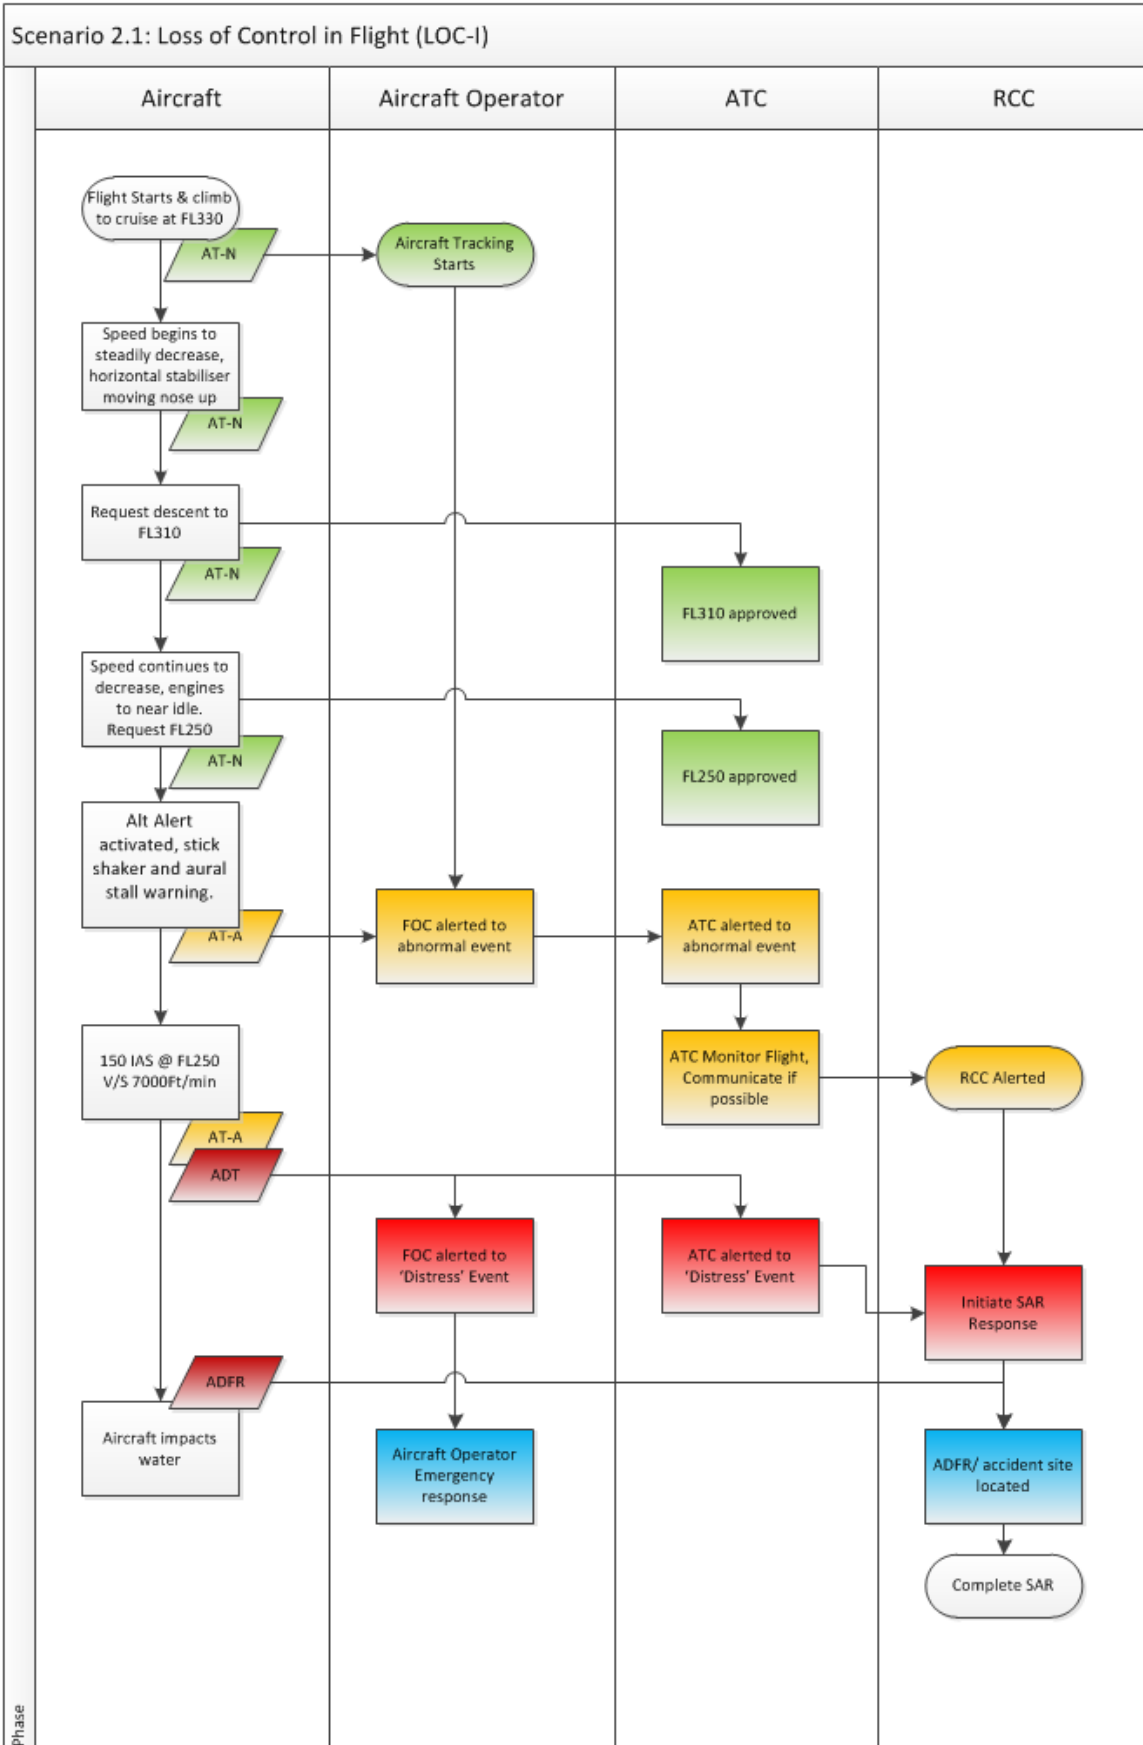 Scenario 2.1: Loss of Control in Flight (LOC-I)
Aircraft
Aircraft Operator
ATC
RCC
Flight Starts & climb
to cruise at FL330
AT-N
Aircraft Tracking
Starts
Speed begins to
steadily decrease,
horizontal stabiliser
moving nose up
AT-N
Request descent to
FL310
AT-N
FL310 approved
Speed continues to
decrease, engines
to near idle.
Request FL250
AT-N
FL250 approved
Alt Alert
activated, stick
shaker and aural
stall warning.
AT-A
FOC alerted to
abnormal event
ATC alerted to
abnormal event
150 IAS @ FL250
V/S 7000Ft/min
ATC Monitor Flight,
Communicate if
possible
RCC Alerted
AT-A
ADT
FOC alerted to
‘Distress’ Event
ATC alerted to
‘Distress’ Event
Initiate SAR
Response
ADFR
Aircraft impacts
water
Aircraft Operator
Emergency
response
ADFR/ accident site
located
Complete SAR
Phase